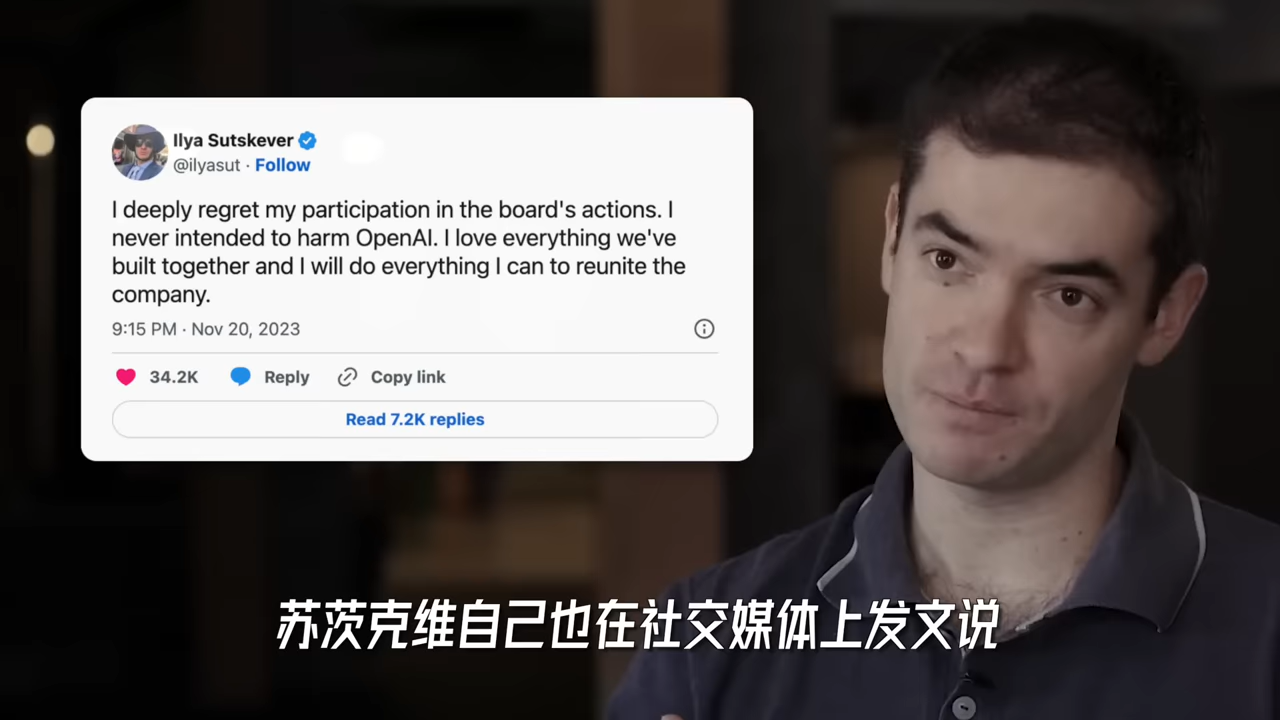 Ilya Sutskever
@ilyasut · Follow
I deeply regret my participation in the board's actions. I
never intended to harm OpenAI. I love everything we've
built together and I will do everything I can to reunite the
company.
9:15 PM · Nov 20, 2023
34.2K Reply Copy link
Read 7.2K replies
苏茨克维自己也在社交媒体上发文说